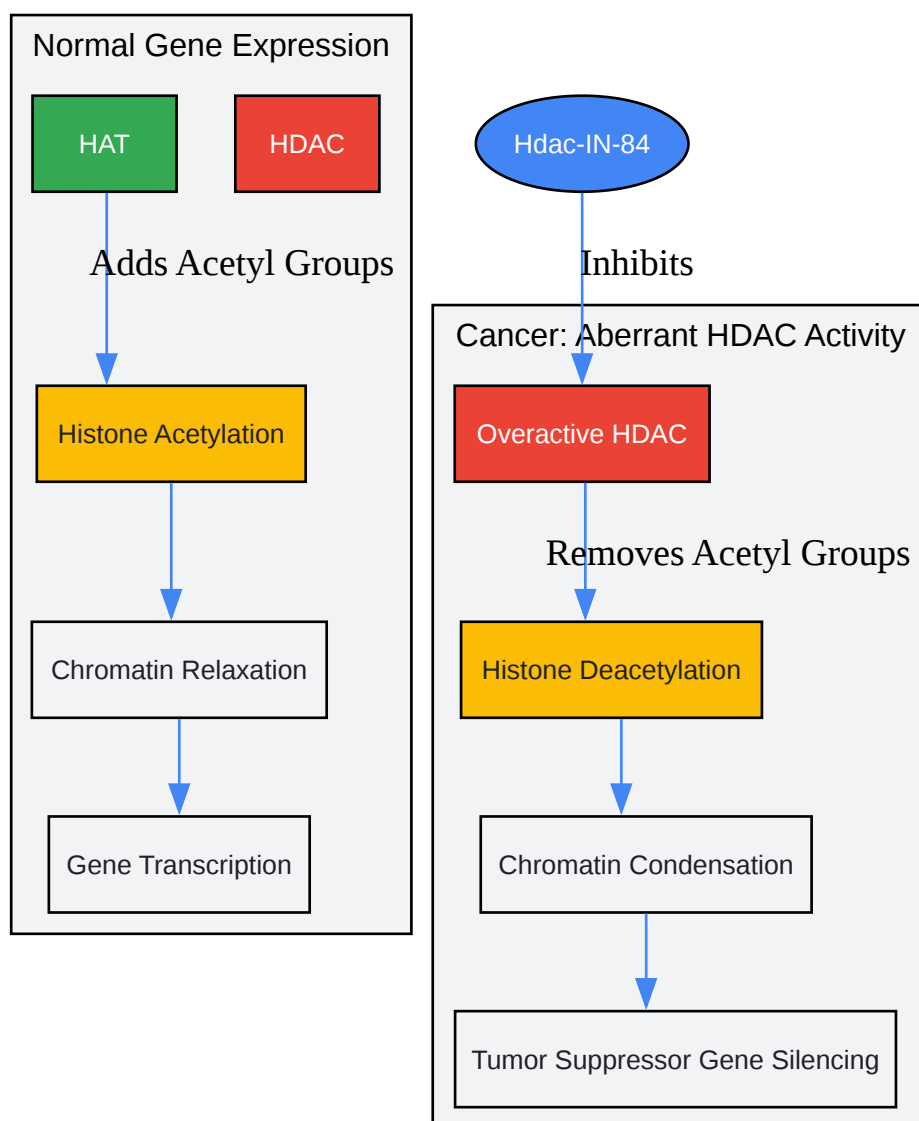 Normal Gene Expression
HAT
HDAC
Adds Acetyl Groups
Histone Acetylation
Chromatin Relaxation
Gene Transcription
Hdac-IN-84
Inhibits
Cancer: Aberrant HDAC Activity
Overactive HDAC
Removes Acetyl Groups
Histone Deacetylation
Chromatin Condensation
Tumor Suppressor Gene Silencing